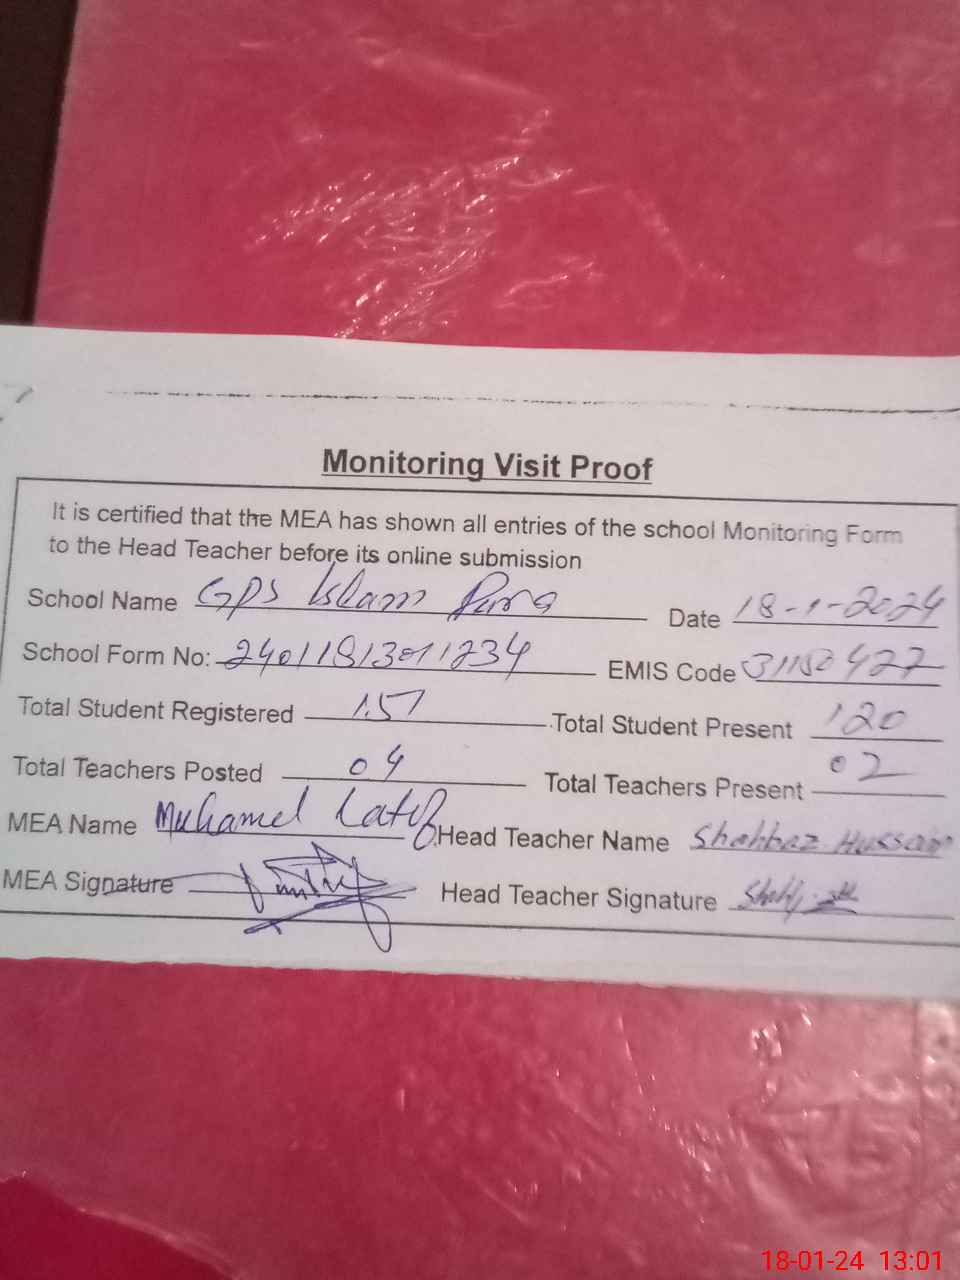 Monitoring Visit Proof
It is certified that the MEA has shown all entries of the school Monitoring Form
to the Head Teacher before its online submission
School Name GPS Islam Pura Date 18-1-2024
School Form No: 24011813011234 EMIS Code 31150427
Total Student Registered 157 Total Student Present 120
Total Teachers Posted 04 Total Teachers Present 02
MEA Name Muhamel Latif Head Teacher Name Shahbaz Hussain
MEA Signature Head Teacher Signature
18-01-24 13:01